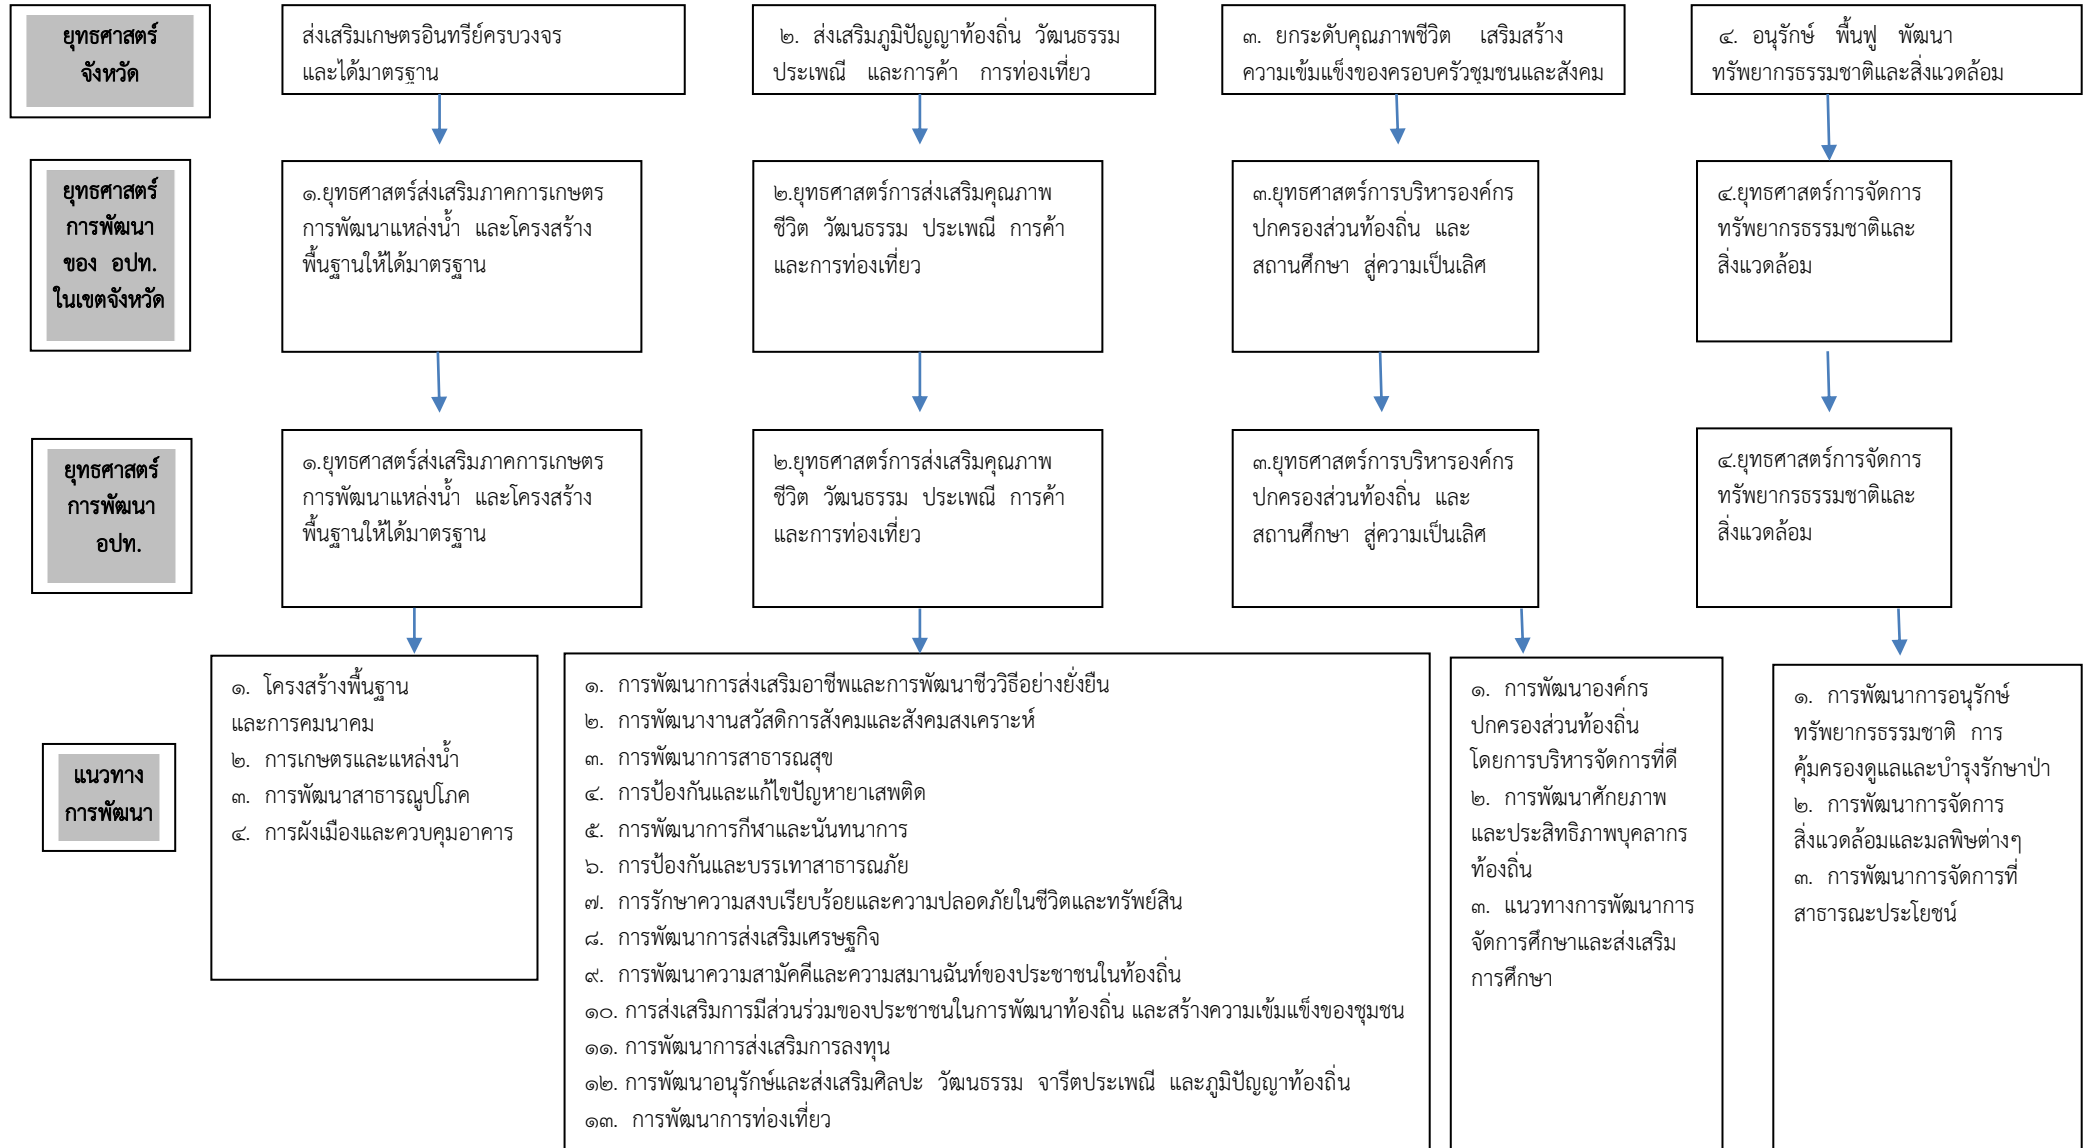 ยุทธศาสตร์
จังหวัด
ส่งเสริมเกษตรอินทรีย์ครบวงจร
และได้มาตรฐาน
๒. ส่งเสริมภูมิปัญญาท้องถิ่น วัฒนธรรม
ประเพณี และการค้า การท่องเที่ยว
๓. ยกระดับคุณภาพชีวิต เสริมสร้าง
ความเข้มแข็งของครอบครัวชุมชนและสังคม
๔. อนุรักษ์ พื้นฟู พัฒนา
ทรัพยากรธรรมชาติและสิ่งแวดล้อม
ยุทธศาสตร์
การพัฒนา
ของ อปท.
ในเขตจังหวัด
๑.ยุทธศาสตร์ส่งเสริมภาคการเกษตร
การพัฒนาแหล่งน้ำ และโครงสร้าง
พื้นฐานให้ได้มาตรฐาน
๒.ยุทธศาสตร์การส่งเสริมคุณภาพ
ชีวิต วัฒนธรรม ประเพณี การค้า
และการท่องเที่ยว
๓.ยุทธศาสตร์การบริหารองค์กร
ปกครองส่วนท้องถิ่น และ
สถานศึกษา สู่ความเป็นเลิศ
๔.ยุทธศาสตร์การจัดการ
ทรัพยากรธรรมชาติและ
สิ่งแวดล้อม
ยุทธศาสตร์
การพัฒนา
อปท.
๑.ยุทธศาสตร์ส่งเสริมภาคการเกษตร
การพัฒนาแหล่งน้ำ และโครงสร้าง
พื้นฐานให้ได้มาตรฐาน
๒.ยุทธศาสตร์การส่งเสริมคุณภาพ
ชีวิต วัฒนธรรม ประเพณี การค้า
และการท่องเที่ยว
๓.ยุทธศาสตร์การบริหารองค์กร
ปกครองส่วนท้องถิ่น และ
สถานศึกษา สู่ความเป็นเลิศ
๔.ยุทธศาสตร์การจัดการ
ทรัพยากรธรรมชาติและ
สิ่งแวดล้อม
แนวทาง
การพัฒนา
๑. โครงสร้างพื้นฐาน
และการคมนาคม
๒. การเกษตรและแหล่งน้ำ
๓. การพัฒนาสาธารณูปโภค
๔. การผังเมืองและควบคุมอาคาร
๑. การพัฒนาการส่งเสริมอาชีพและการพัฒนาชีววิธีอย่างยั่งยืน
๒. การพัฒนางานสวัสดิการสังคมและสังคมสงเคราะห์
๓. การพัฒนาการสาธารณสุข
๔. การป้องกันและแก้ไขปัญหายาเสพติด
๕. การพัฒนาการกีฬาและนันทนาการ
๖. การป้องกันและบรรเทาสาธารณภัย
๗. การรักษาความสงบเรียบร้อยและความปลอดภัยในชีวิตและทรัพย์สิน
๘. การพัฒนาการส่งเสริมเศรษฐกิจ
๙. การพัฒนาความสามัคคีและความสมานฉันท์ของประชาชนในท้องถิ่น
๑๐. การส่งเสริมการมีส่วนร่วมของประชาชนในการพัฒนาท้องถิ่น และสร้างความเข้มแข็งของชุมชน
๑๑. การพัฒนาการส่งเสริมการลงทุน
๑๒. การพัฒนาอนุรักษ์และส่งเสริมศิลปะ วัฒนธรรม จารีตประเพณี และภูมิปัญญาท้องถิ่น
๑๓. การพัฒนาการท่องเที่ยว
๑. การพัฒนาองค์กร
ปกครองส่วนท้องถิ่น
โดยการบริหารจัดการที่ดี
๒. การพัฒนาศักยภาพ
และประสิทธิภาพบุคลากร
ท้องถิ่น
๓. แนวทางการพัฒนาการ
จัดการศึกษาและส่งเสริม
การศึกษา
๑. การพัฒนาการอนุรักษ์
ทรัพยากรธรรมชาติ การ
คุ้มครองดูแลและบำรุงรักษาป่า
๒. การพัฒนาการจัดการ
สิ่งแวดล้อมและมลพิษต่างๆ
๓. การพัฒนาการจัดการที่
สาธารณะประโยชน์